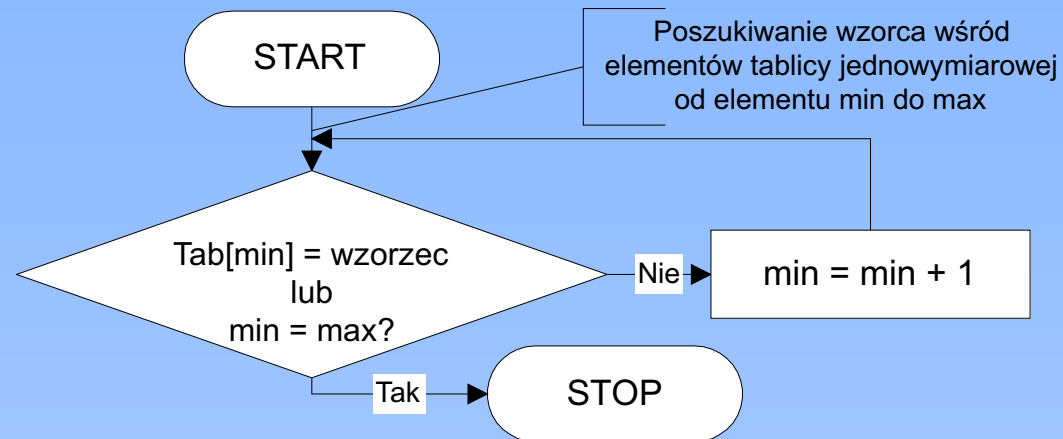 START
Poszukiwanie wzorca wśród
elementów tablicy jednowymiarowej
od elementu min do max
Tab[min] = wzorzec
lub
min = max?
Nie
min = min + 1
Tak
STOP